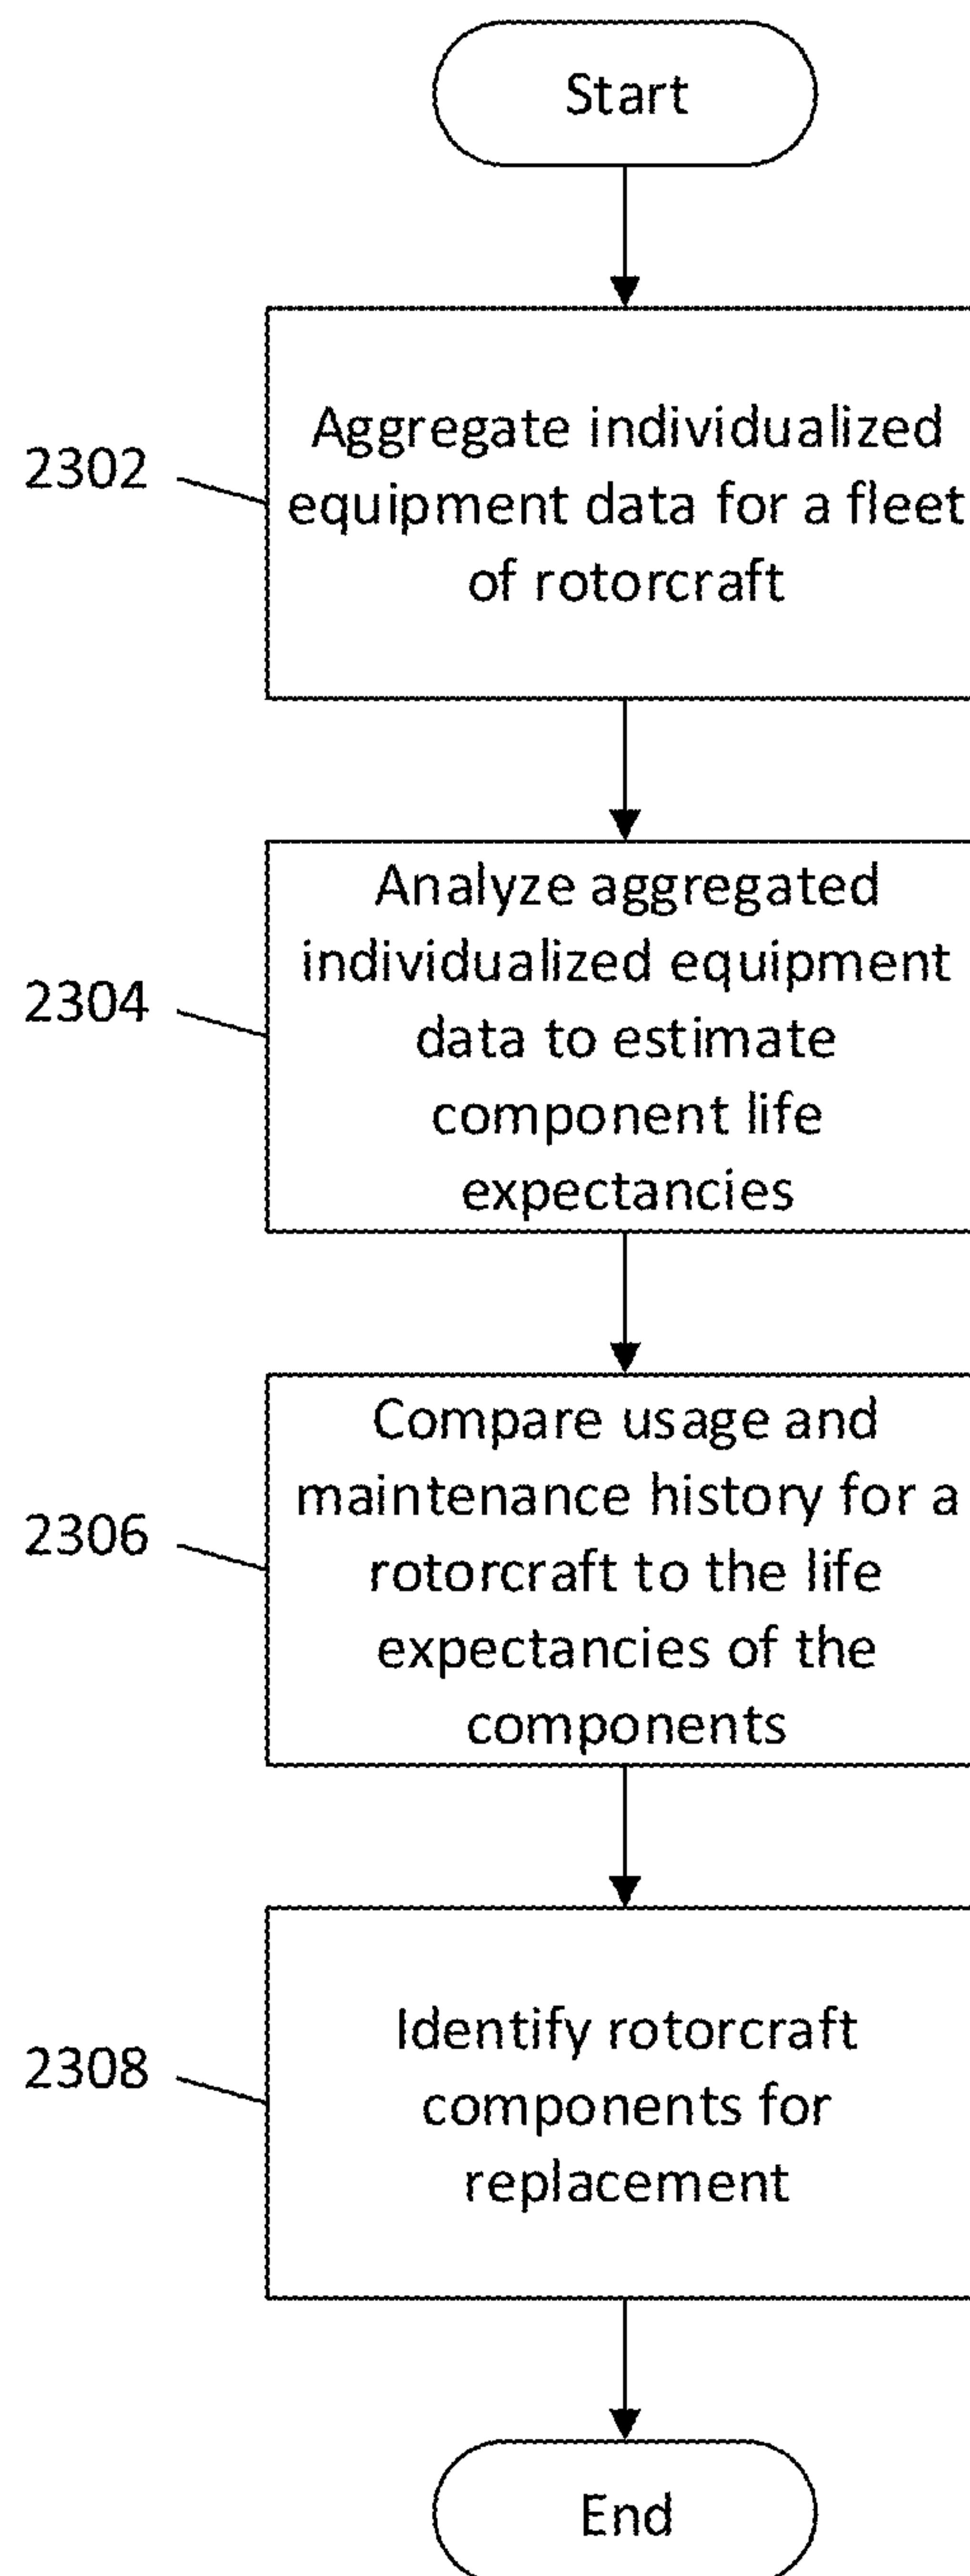 Start
2302
Aggregate individualized
equipment data for a fleet
of rotorcraft
2304
Analyze aggregated
individualized equipment
data to estimate
component life
expectancies
2306
Compare usage and
maintenance history for a
rotorcraft to the life
expectancies of the
components
2308
Identify rotorcraft
components for
replacement
End